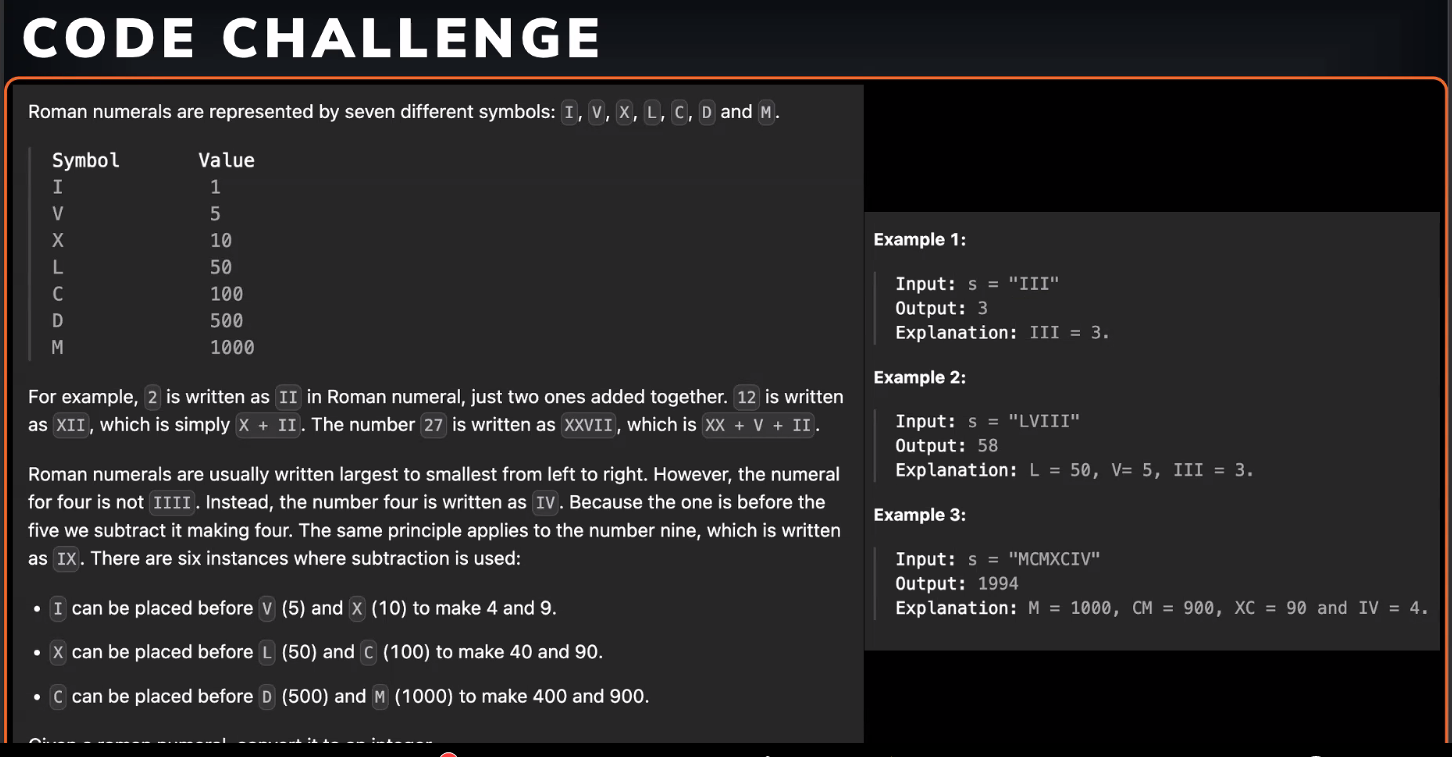 CODE CHALLENGE
Roman numerals are represented by seven different symbols: I, V, X, L, C, D and M.
Symbol Value
I 1
V 5
X 10
L 50
C 100
D 500
M 1000
For example, 2 is written as II in Roman numeral, just two ones added together. 12 is written
as XII, which is simply X + II. The number 27 is written as XXVII, which is XX + V + II.
Roman numerals are usually written largest to smallest from left to right. However, the numeral
for four is not IIII. Instead, the number four is written as IV. Because the one is before the
five we subtract it making four. The same principle applies to the number nine, which is written
as IX. There are six instances where subtraction is used:
• I can be placed before V (5) and X (10) to make 4 and 9.
• X can be placed before L (50) and C (100) to make 40 and 90.
• C can be placed before D (500) and M (1000) to make 400 and 900.
Given a roman numeral, convert it to an integer.
Example 1:
Input: s = "III"
Output: 3
Explanation: III = 3.
Example 2:
Input: s = "LVIII"
Output: 58
Explanation: L = 50, V= 5, III = 3.
Example 3:
Input: s = "MCMXCIV"
Output: 1994
Explanation: M = 1000, CM = 900, XC = 90 and IV = 4.